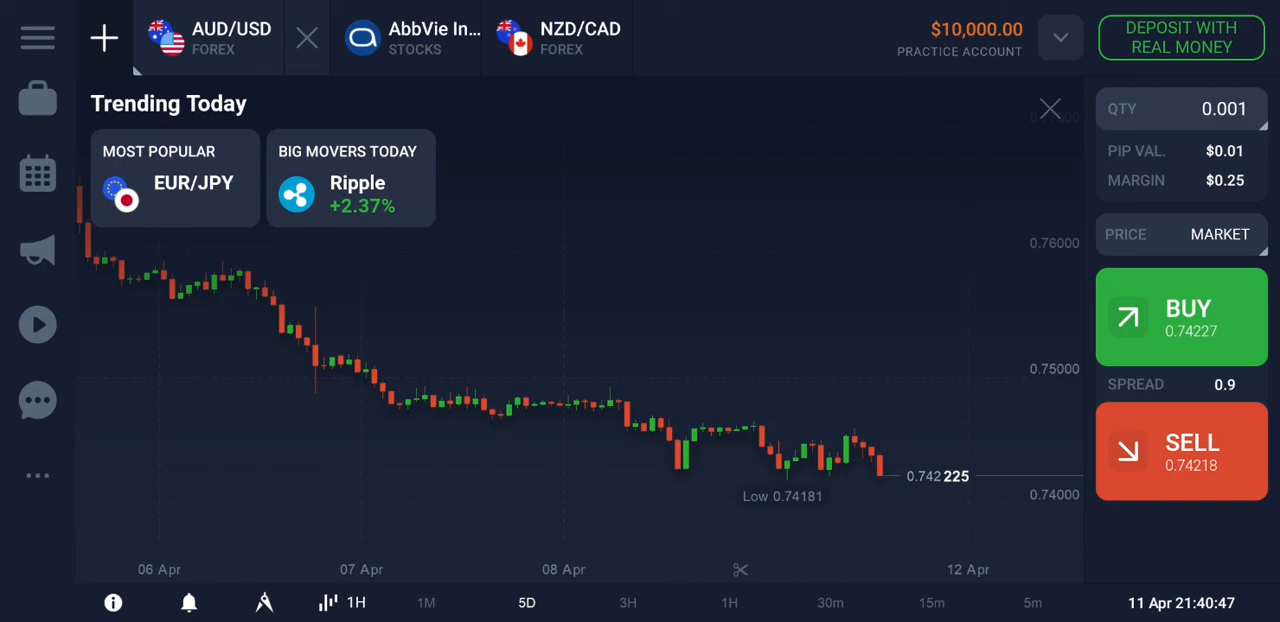 AUD/USD
FOREX
AbbVie In...
STOCKS
NZD/CAD
FOREX
$10,000.00
PRACTICE ACCOUNT
DEPOSIT WITH
REAL MONEY
Trending Today
MOST POPULAR
EUR/JPY
BIG MOVERS TODAY
Ripple
+2.37%
0.76000
0.75000
0.742 225
Low 0.74181
0.74000
06 Apr
07 Apr
08 Apr
12 Apr
QTY 0.001
PIP VAL. $0.01
MARGIN $0.25
PRICE MARKET
BUY
0.74227
SPREAD 0.9
SELL
0.74218
1H 1M 5D 3H 1H 30m 15m 5m
11 Apr 21:40:47